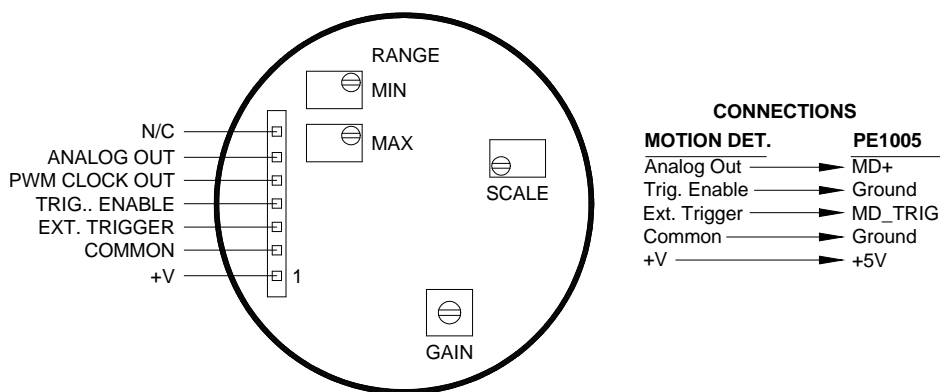 RANGE
MIN
MAX
SCALE
GAIN
N/C
ANALOG OUT
PWM CLOCK OUT
TRIG.. ENABLE
EXT. TRIGGER
COMMON
+V
1
CONNECTIONS
MOTION DET. PE1005
Analog Out MD+
Trig. Enable Ground
Ext. Trigger MD_TRIG
Common Ground
+V +5V